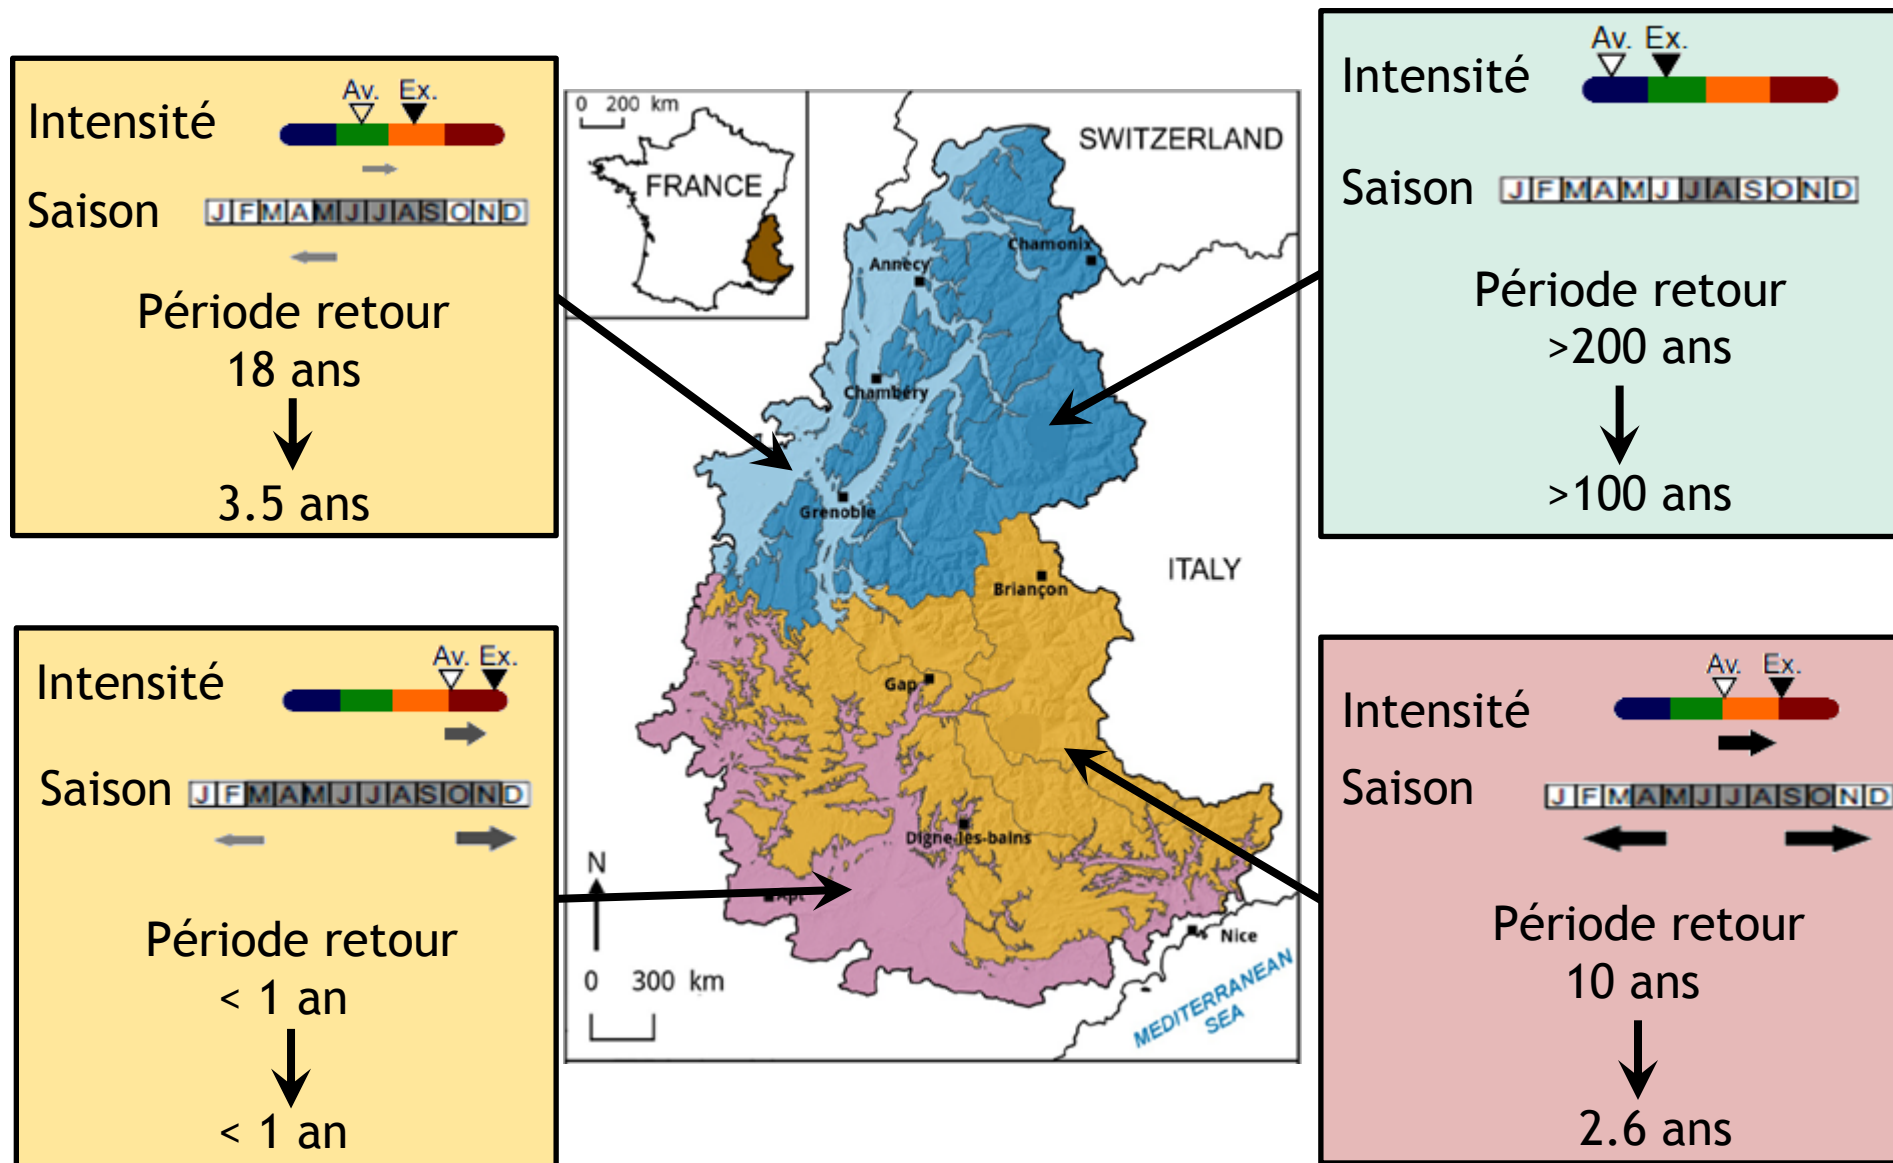 Av. Ex.
Intensité
Saison
J F M A M J J A S O N D
Période retour
18 ans
3.5 ans
Av. Ex.
Intensité
Saison
J F M A M J J A S O N D
Période retour
>200 ans
>100 ans
0 200 km
FRANCE
SWITZERLAND
Chamonix
Annecy
Chambéry
Grenoble
ITALY
Briançon
Gap
Digne-les-bains
Apt
Nice
N
0 300 km
MEDITERRANEAN
SEA
Av. Ex.
Intensité
Saison
J F M A M J J A S O N D
Période retour
< 1 an
< 1 an
Av. Ex.
Intensité
Saison
J F M A M J J A S O N D
Période retour
10 ans
2.6 ans